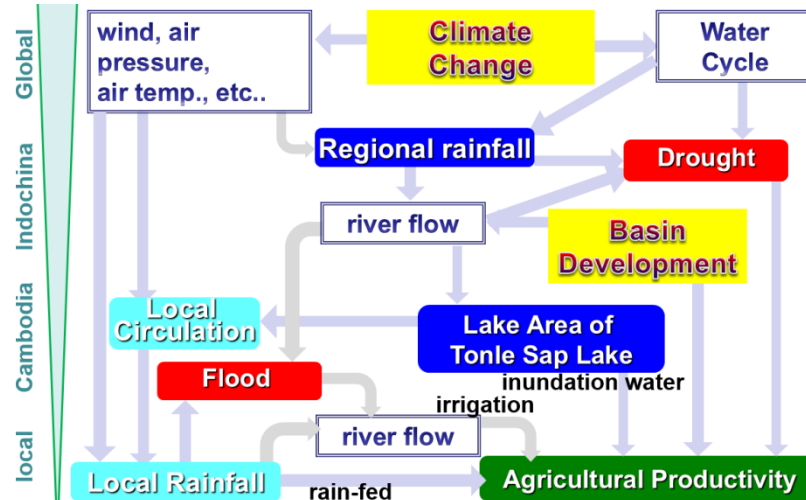 Global
Indochina
Cambodia
local
wind, air
pressure,
air temp., etc..
Climate
Change
Water
Cycle
Regional rainfall
Drought
river flow
Basin
Development
Local
Circulation
Lake Area of
Tonle Sap Lake
Flood
inundation water
irrigation
river flow
Local Rainfall
rain-fed
Agricultural Productivity